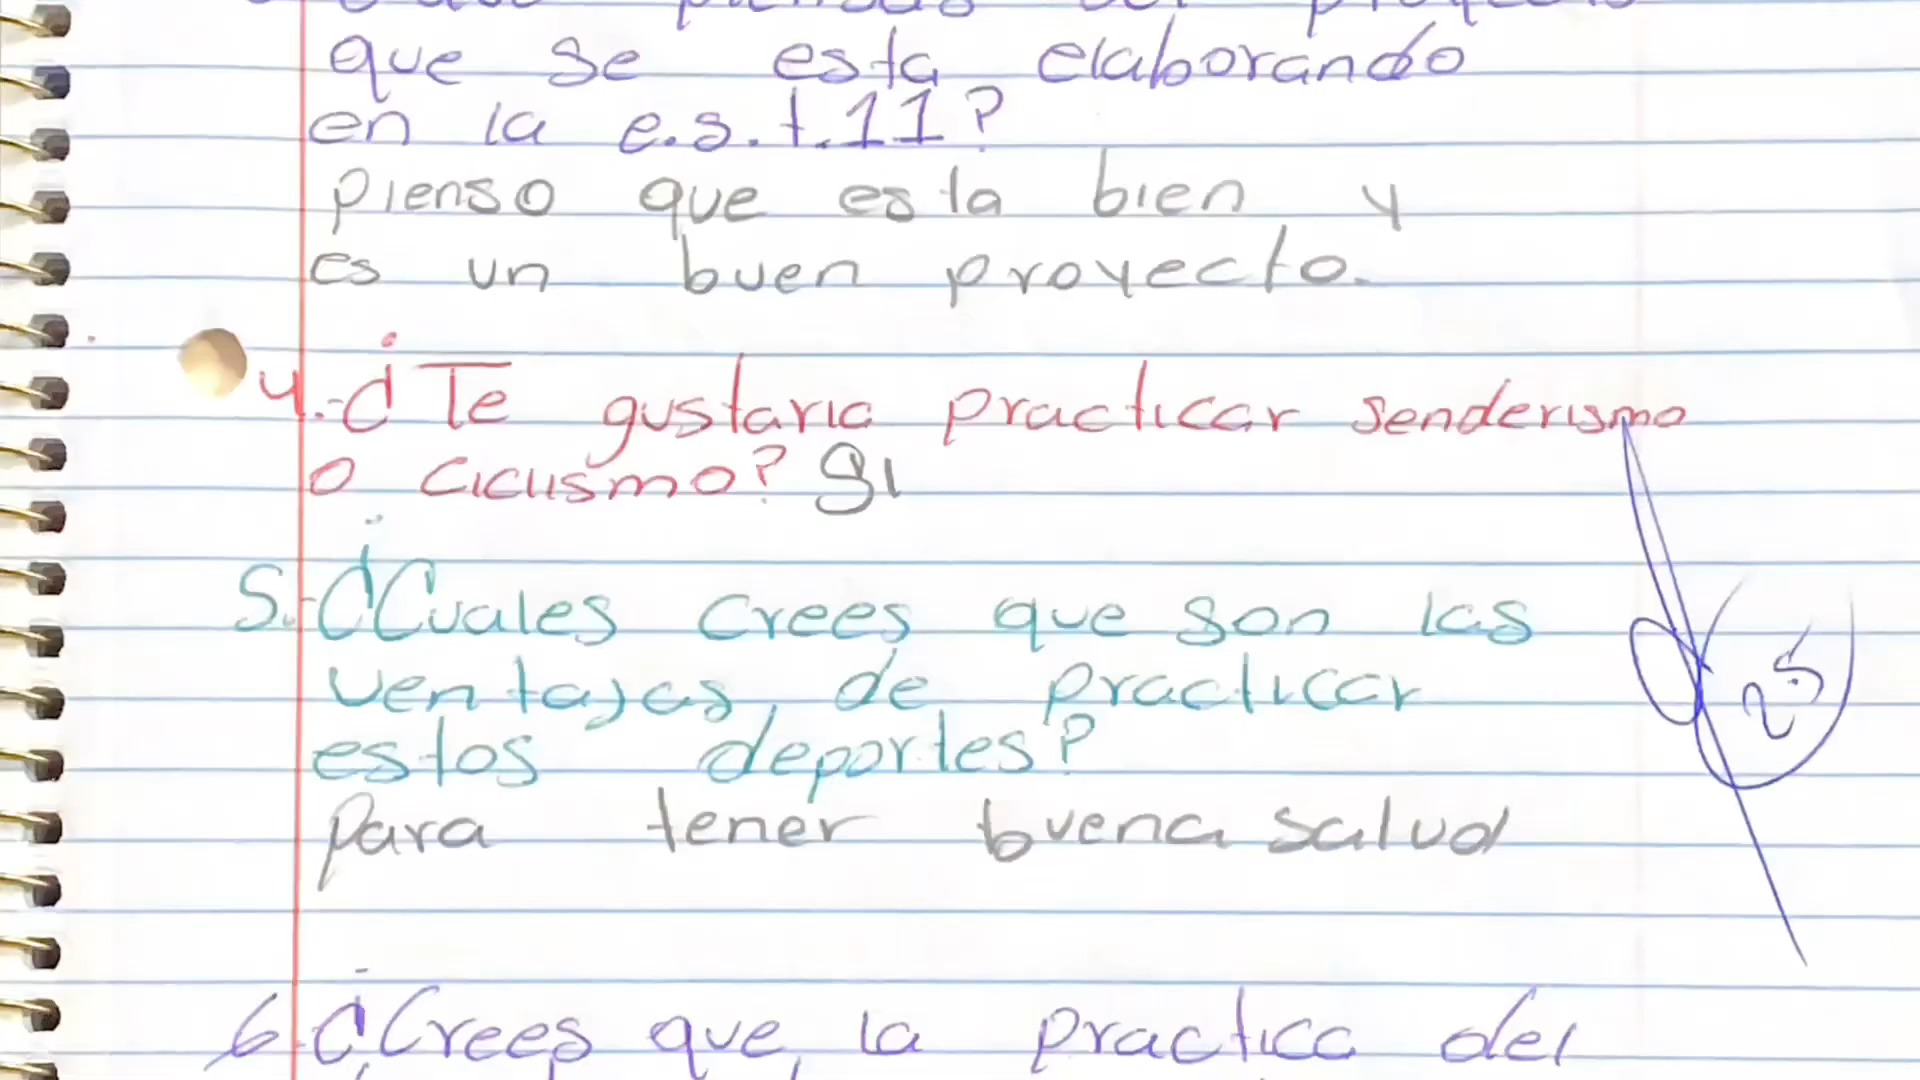 que se esta elaborando
en la e.s.t.11?
pienso que esta bien y
es un buen proyecto.
4.-¿Te gustaria practicar senderismo
o ciclismo? Si
5.-¿Cuales crees que son las
ventajas de practicar
estos deportes?
para tener buena salud
25
6.¿Crees que la practica del